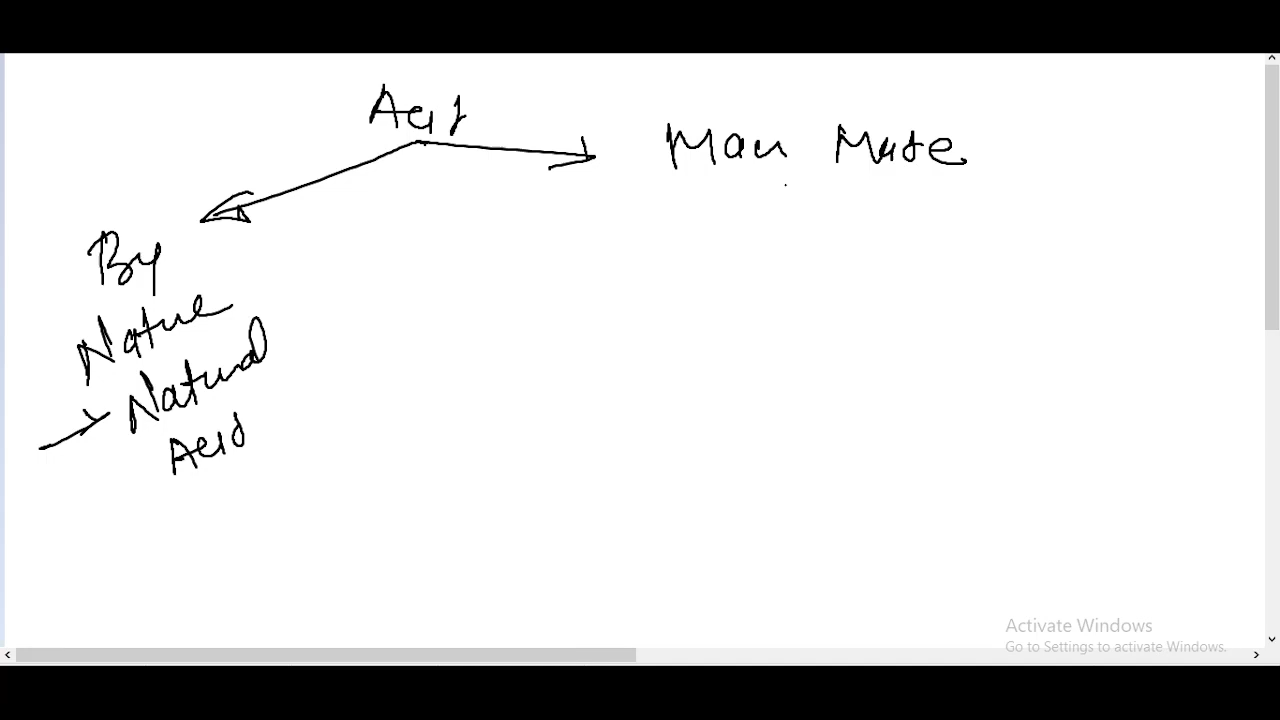 Acid
Man Made
By
Nature
Natural
Acid
Activate Windows
Go to Settings to activate Windows.